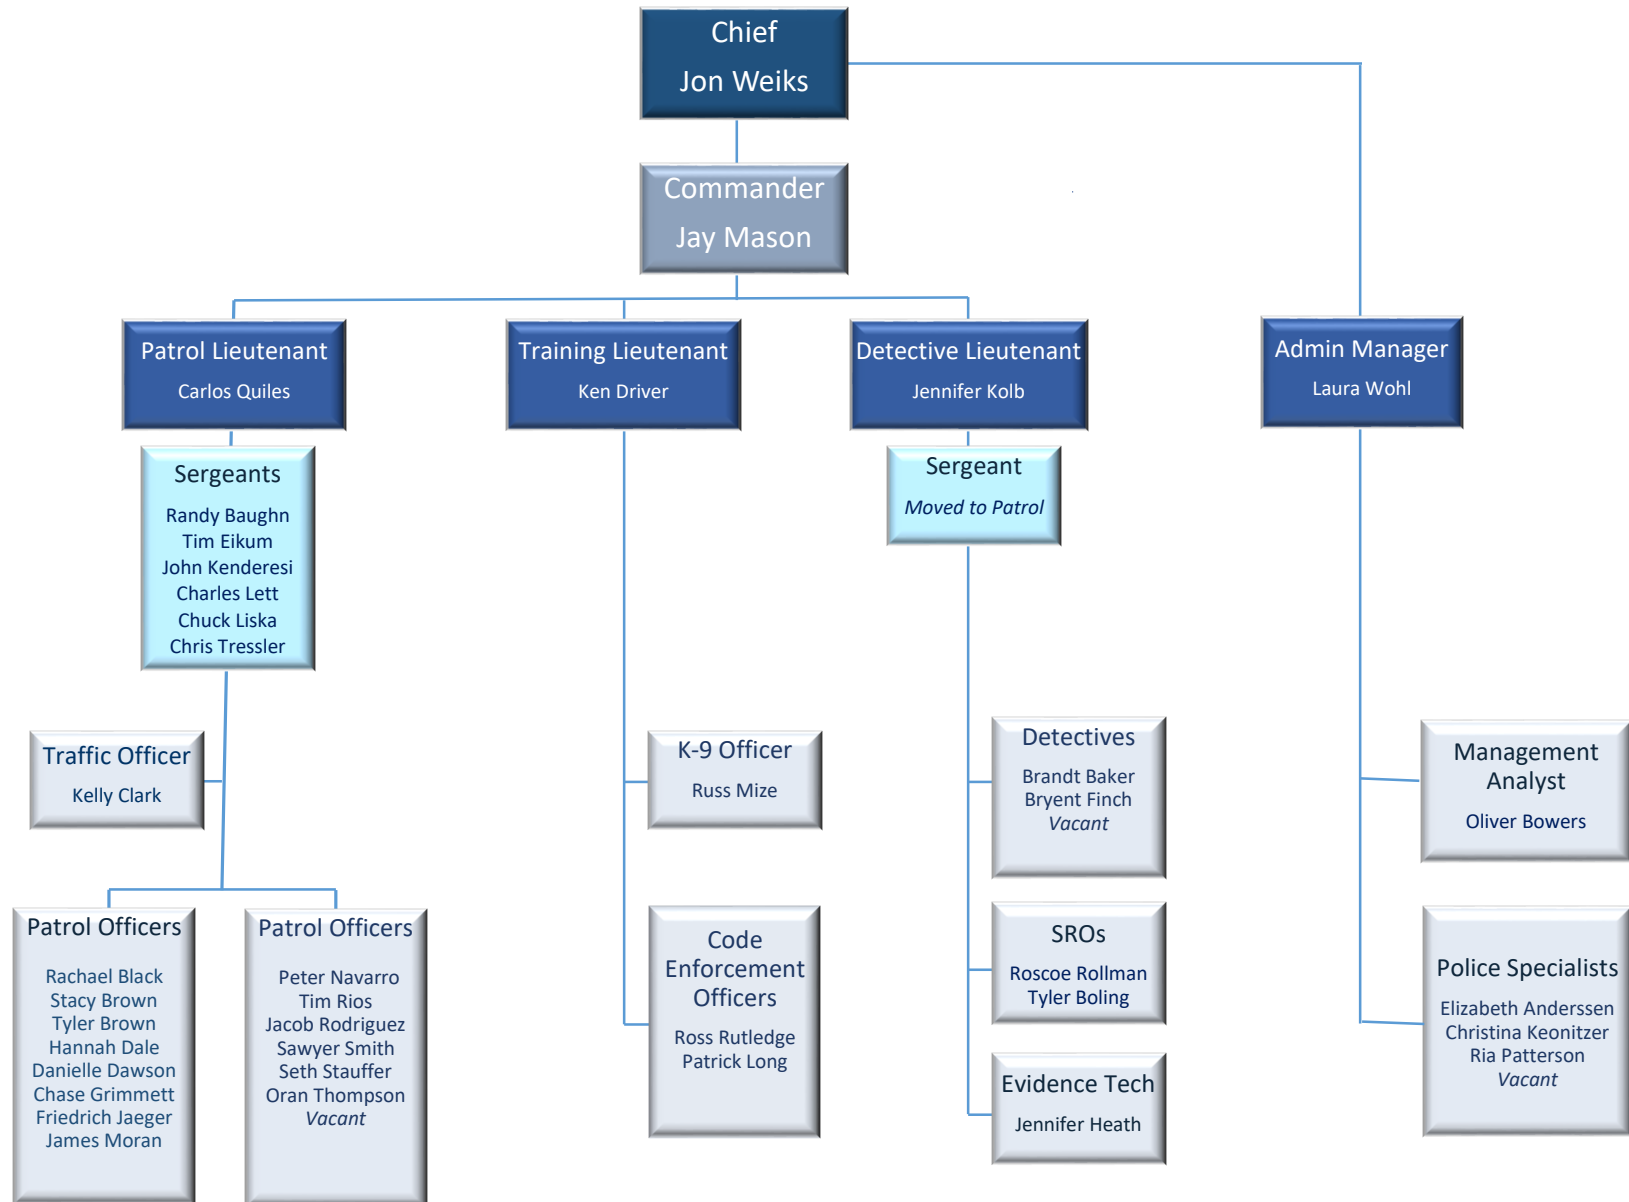 Chief
Jon Weiks
Commander
Jay Mason
Patrol Lieutenant
Carlos Quiles
Training Lieutenant
Ken Driver
Detective Lieutenant
Jennifer Kolb
Admin Manager
Laura Wohl
Sergeants
Randy Baughn
Tim Eikum
John Kenderesi
Charles Lett
Chuck Liska
Chris Tressler
Sergeant
Moved to Patrol
Traffic Officer
Kelly Clark
K-9 Officer
Russ Mize
Detectives
Brandt Baker
Bryent Finch
Vacant
Management
Analyst
Oliver Bowers
Patrol Officers
Rachael Black
Stacy Brown
Tyler Brown
Hannah Dale
Danielle Dawson
Chase Grimmett
Friedrich Jaeger
James Moran
Patrol Officers
Peter Navarro
Tim Rios
Jacob Rodriguez
Sawyer Smith
Seth Stauffer
Oran Thompson
Vacant
Code
Enforcement
Officers
Ross Rutledge
Patrick Long
SROs
Roscoe Rollman
Tyler Boling
Evidence Tech
Jennifer Heath
Police Specialists
Elizabeth Anderssen
Christina Keonitzer
Ria Patterson
Vacant